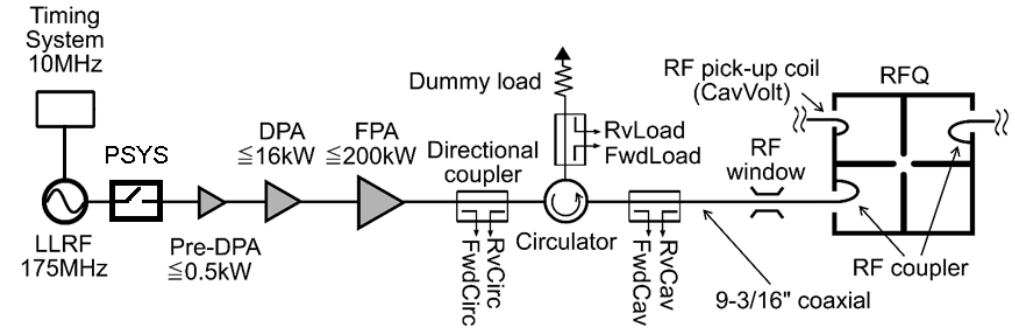 Timing
System
10MHz
LLRF
175MHz
PSYS
Pre-DPA
≦0.5kW
DPA
≦16kW
FPA
≦200kW
Directional
coupler
FwdCirc
RvCirc
Dummy load
RvLoad
FwdLoad
Circulator
FwdCav
RvCav
RF
window
9-3/16" coaxial
RF pick-up coil
(CavVolt)
RFQ
RF coupler